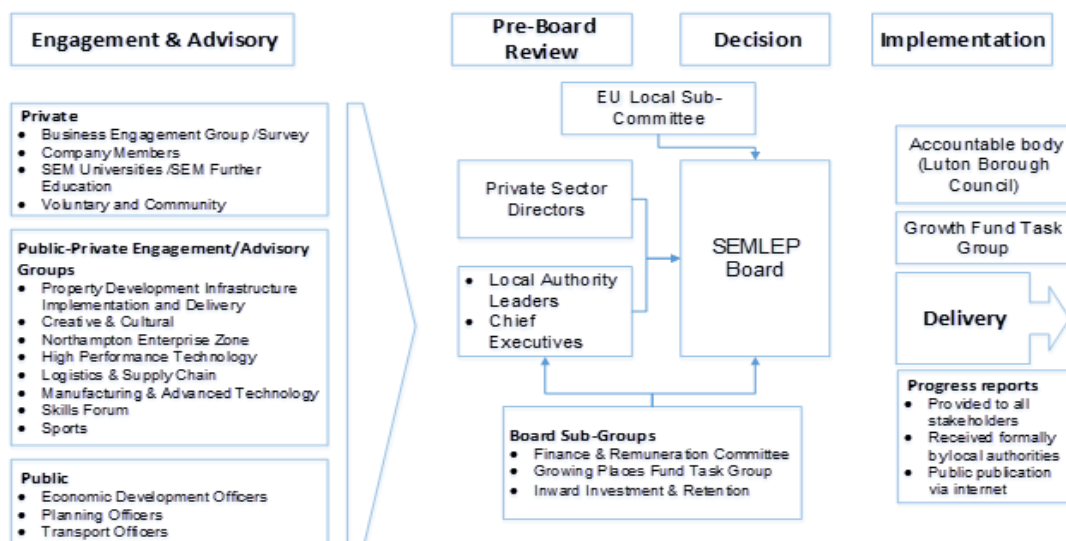 Engagement & Advisory
Pre-Board
Review
Decision
Implementation
Private
• Business Engagement Group /Survey
• Company Members
• SEM Universities /SEM Further
Education
• Voluntary and Community
Public-Private Engagement/Advisory
Groups
• Property Development Infrastructure
Implementation and Delivery
• Creative & Cultural
• Northampton Enterprise Zone
• High Performance Technology
• Logistics & Supply Chain
• Manufacturing & Advanced Technology
• Skills Forum
• Sports
Public
• Economic Development Officers
• Planning Officers
• Transport Officers
EU Local Sub-
Committee
Private Sector
Directors
• Local Authority
Leaders
• Chief
Executives
SEMLEP
Board
Board Sub-Groups
• Finance & Remuneration Committee
• Growing Places Fund Task Group
• Inward Investment & Retention
Accountable body
(Luton Borough
Council)
Growth Fund Task
Group
Delivery
Progress reports
• Provided to all
stakeholders
• Received formally
by local authorities
• Public publication
via internet